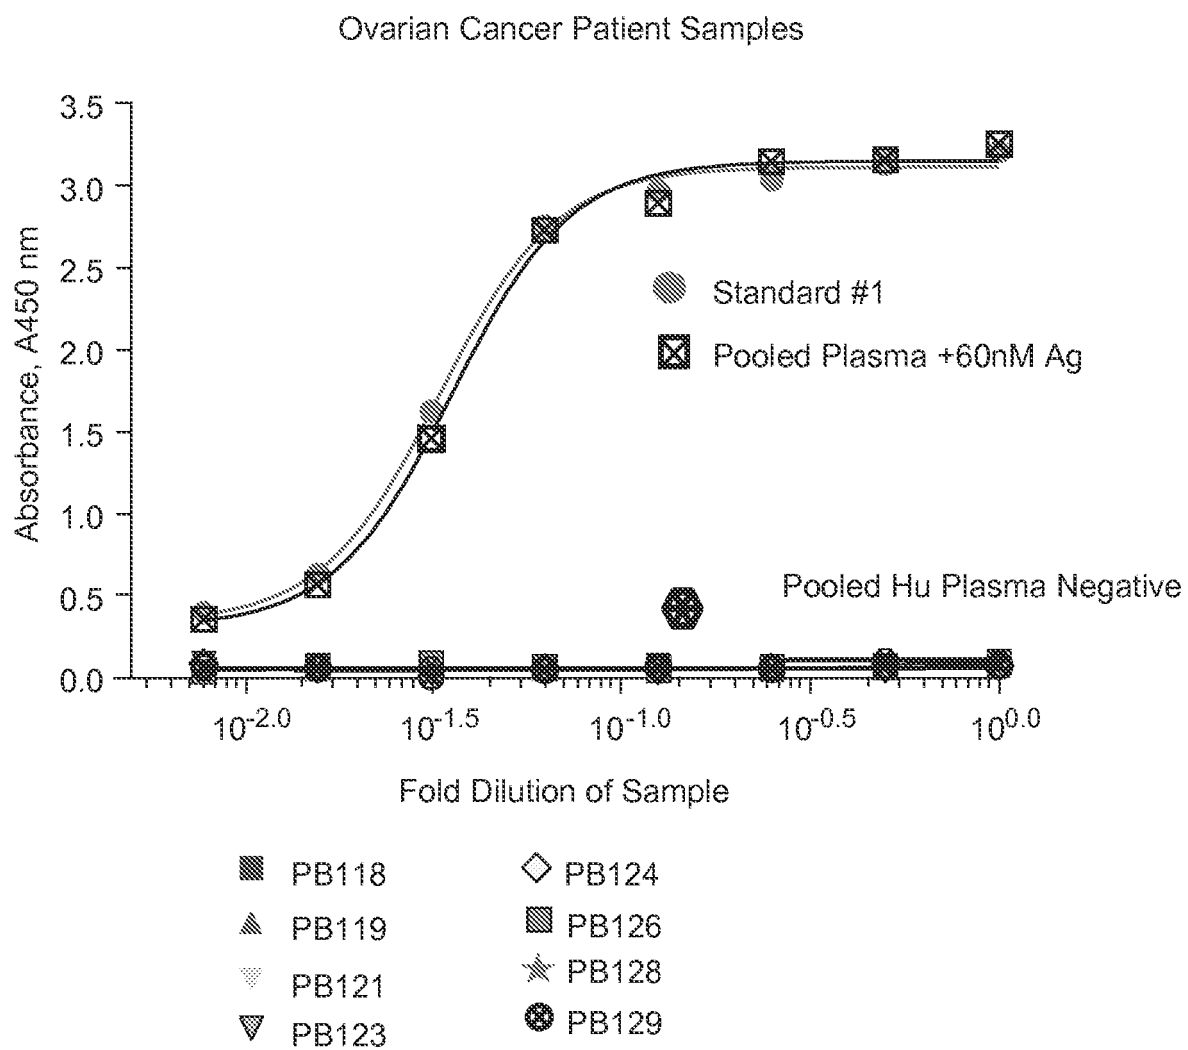 Ovarian Cancer Patient Samples
3.5
3.0
2.5
2.0
1.5
1.0
0.5
0.0
Absorbance, A450 nm
Standard #1
Pooled Plasma +60nM Ag
Pooled Hu Plasma Negative
10-2.0 10-1.5 10-1.0 10-0.5 100.0
Fold Dilution of Sample
PB118
PB119
PB121
PB123
PB124
PB126
PB128
PB129